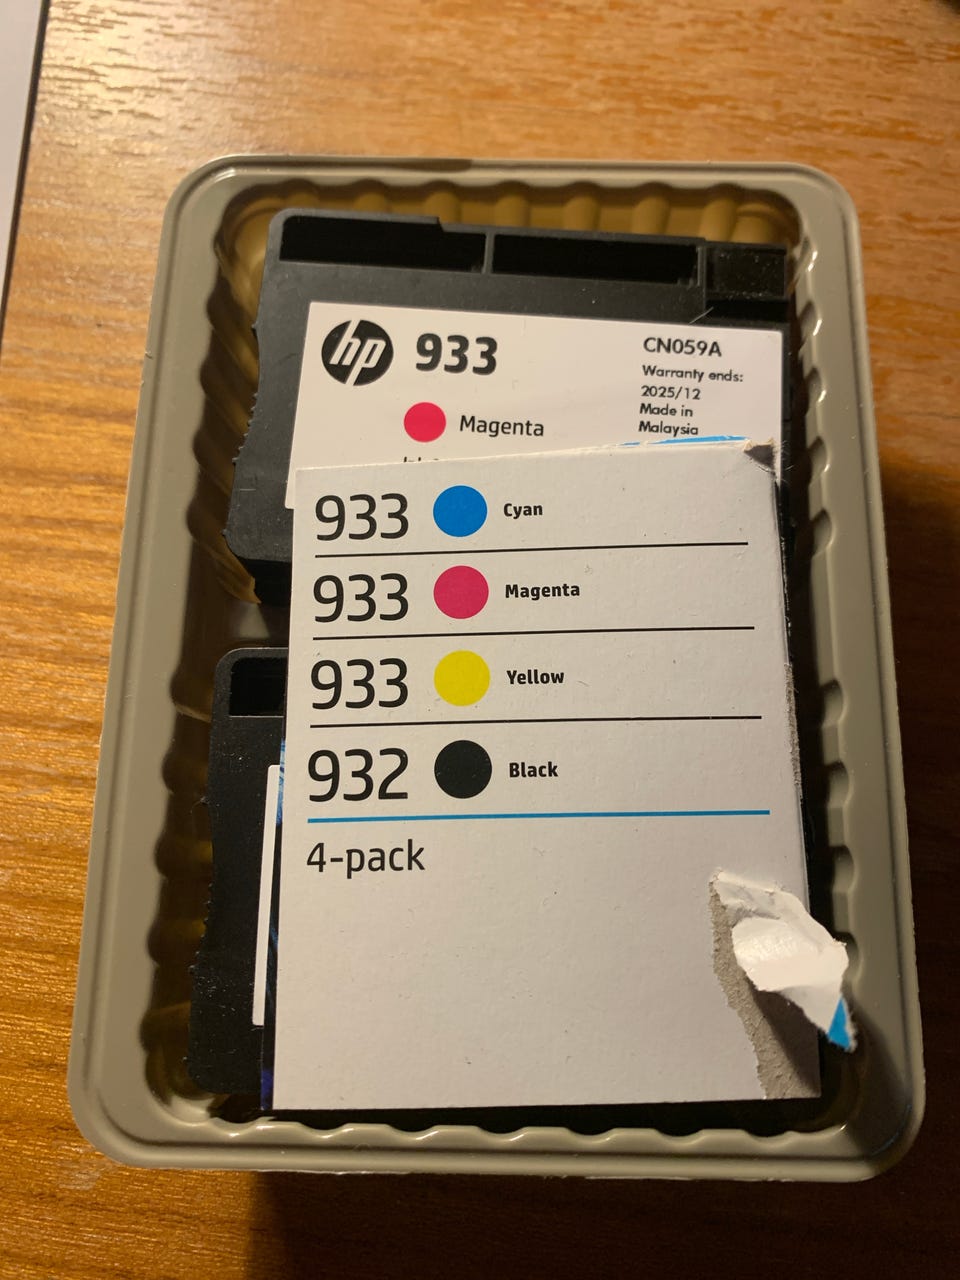 hp 933
CN059A
Warranty ends:
2025/12
Made in
Malaysia
Magenta
933 Cyan
933 Magenta
933 Yellow
932 Black
4-pack